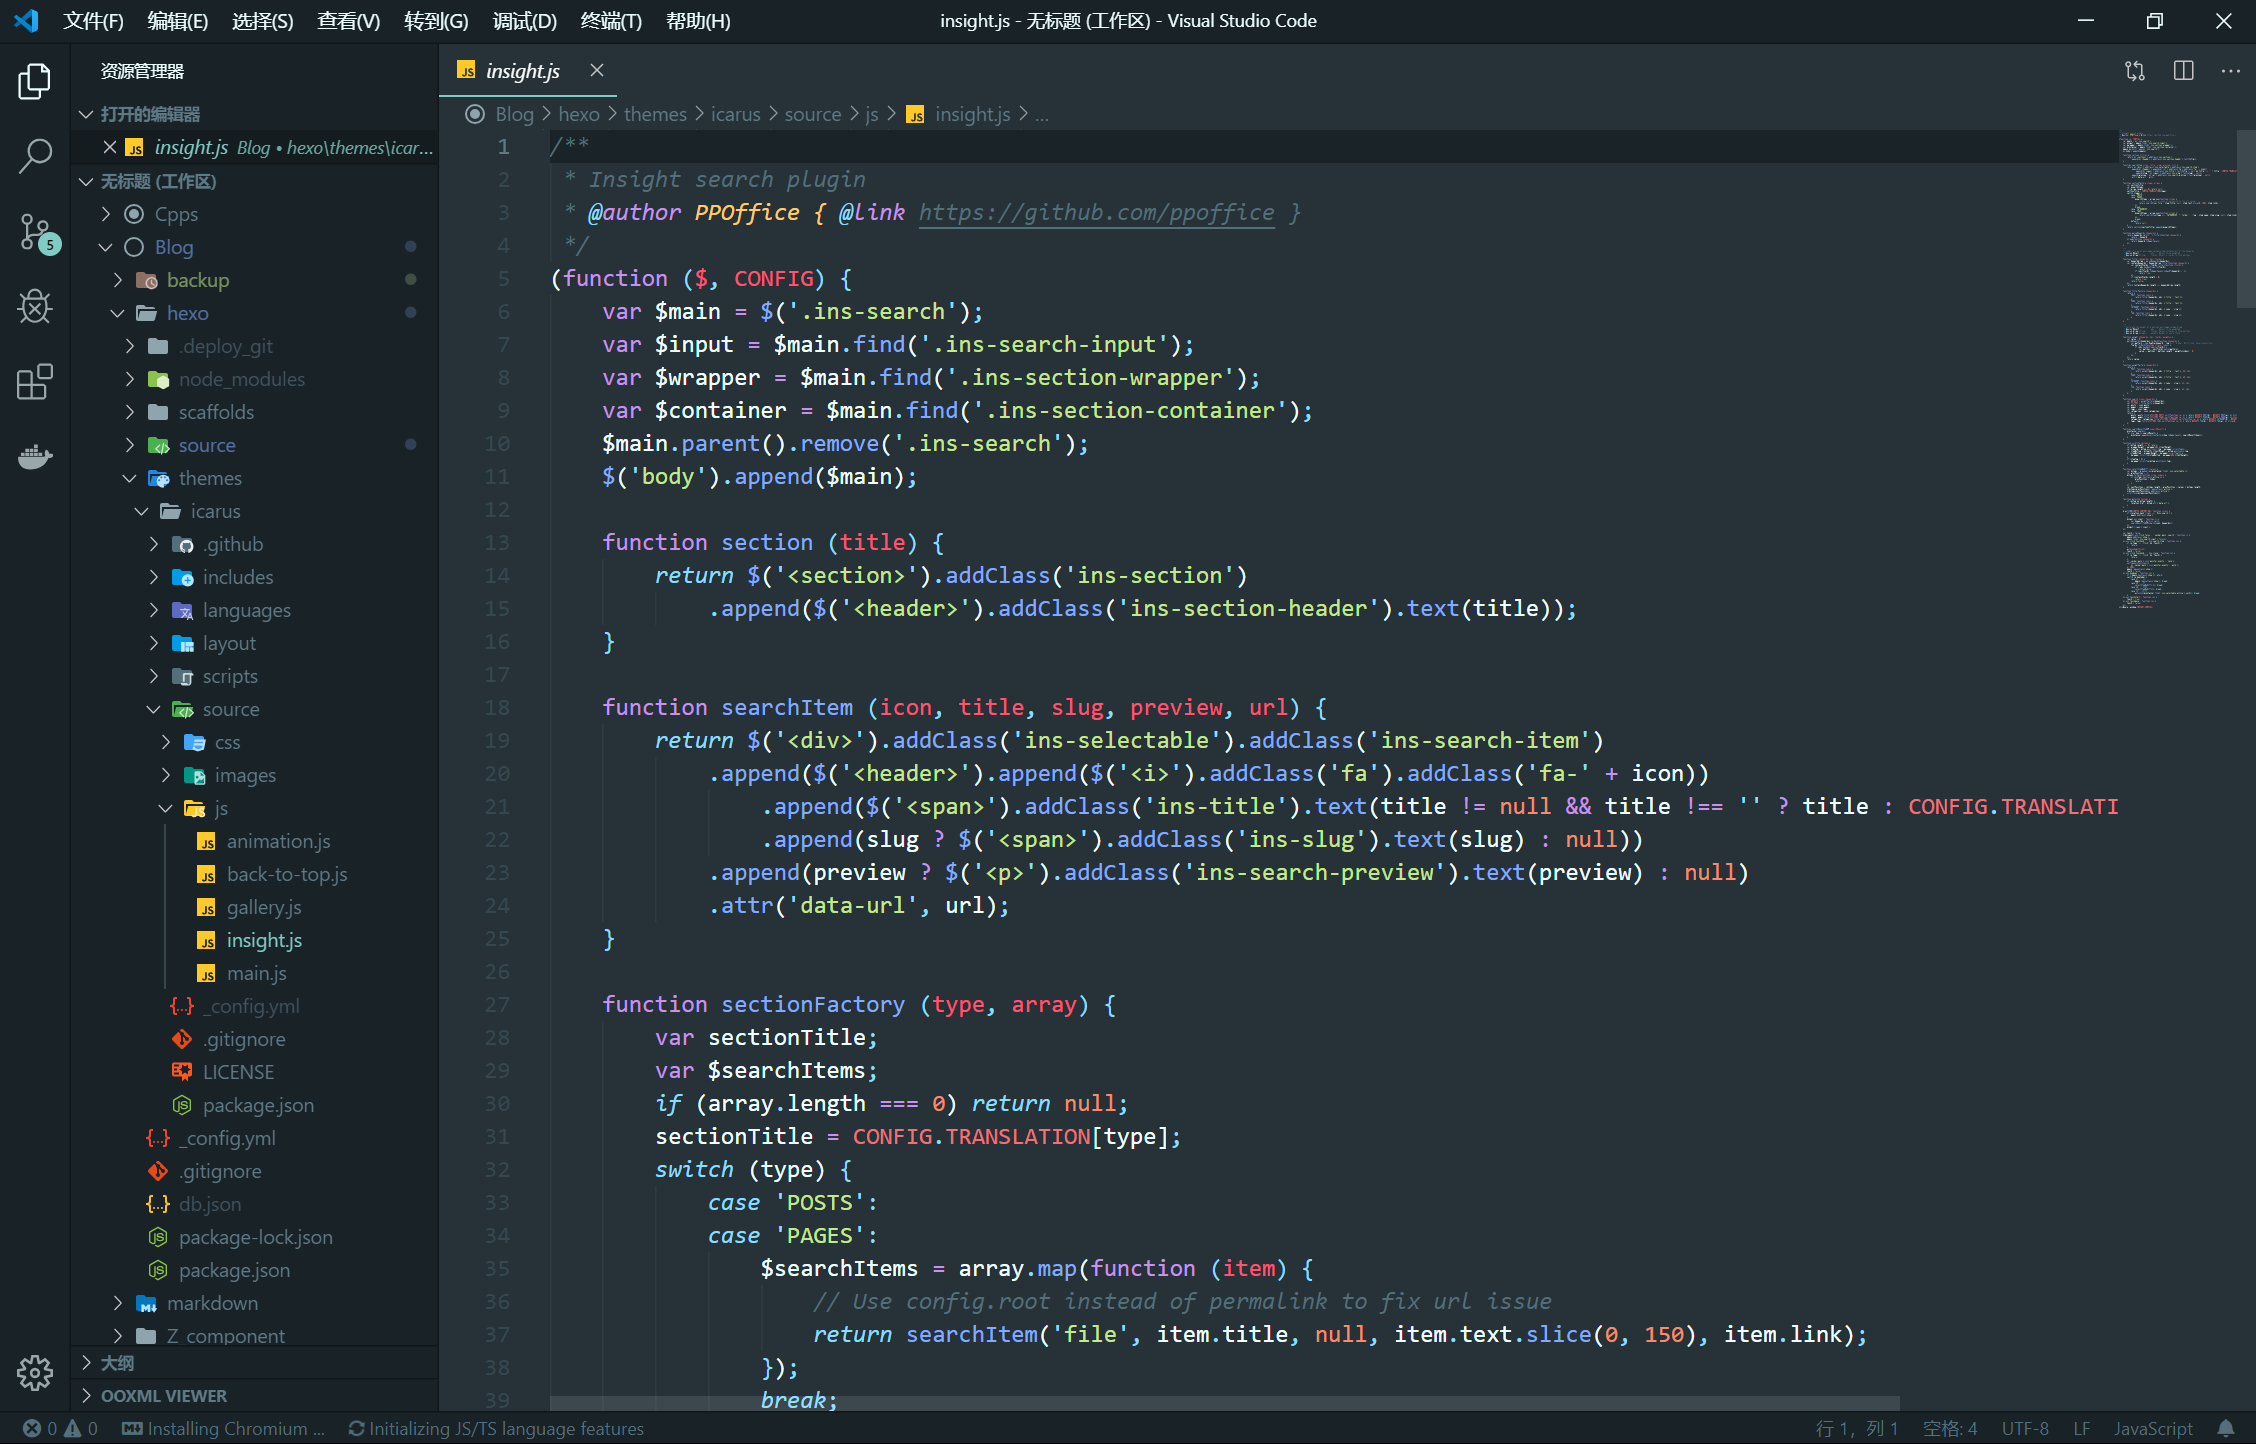 文件(F) 编辑(E) 选择(S) 查看(V) 转到(G) 调试(D) 终端(T) 帮助(H)
insight.js - 无标题 (工作区) - Visual Studio Code
资源管理器
打开的编辑器
JS insight.js Blog • hexo\themes\icar...
无标题 (工作区)
Cpps
Blog
backup
hexo
.deploy_git
node_modules
scaffolds
source
themes
icarus
.github
includes
languages
layout
scripts
source
css
images
js
JS animation.js
JS back-to-top.js
JS gallery.js
JS insight.js
JS main.js
{..} _config.yml
.gitignore
LICENSE
package.json
{..} _config.yml
.gitignore
{..} db.json
package-lock.json
package.json
markdown
Z component
大纲
OOXML VIEWER
5
JS insight.js
Blog > hexo > themes > icarus > source > js > JS insight.js > ...
1 /**
2  * Insight search plugin
3  * @author PPOffice { @link https://github.com/ppoffice }
4  */
5 (function ($, CONFIG) {
6     var $main = $('.ins-search');
7     var $input = $main.find('.ins-search-input');
8     var $wrapper = $main.find('.ins-section-wrapper');
9     var $container = $main.find('.ins-section-container');
10     $main.parent().remove('.ins-search');
11     $('body').append($main);
12
13     function section (title) {
14         return $('<section>').addClass('ins-section')
15             .append($('<header>').addClass('ins-section-header').text(title));
16     }
17
18     function searchItem (icon, title, slug, preview, url) {
19         return $('<div>').addClass('ins-selectable').addClass('ins-search-item')
20             .append($('<header>').append($('<i>').addClass('fa').addClass('fa-' + icon))
21                 .append($('<span>').addClass('ins-title').text(title != null && title !== '' ? title : CONFIG.TRANSLATI
22                 .append(slug ? $('<span>').addClass('ins-slug').text(slug) : null))
23             .append(preview ? $('<p>').addClass('ins-search-preview').text(preview) : null)
24             .attr('data-url', url);
25     }
26
27     function sectionFactory (type, array) {
28         var sectionTitle;
29         var $searchItems;
30         if (array.length === 0) return null;
31         sectionTitle = CONFIG.TRANSLATION[type];
32         switch (type) {
33             case 'POSTS':
34             case 'PAGES':
35                 $searchItems = array.map(function (item) {
36                     // Use config.root instead of permalink to fix url issue
37                     return searchItem('file', item.title, null, item.text.slice(0, 150), item.link);
38                 });
39                 break;
0 0 Installing Chromium ... Initializing JS/TS language features
行 1, 列 1 空格: 4 UTF-8 LF JavaScript